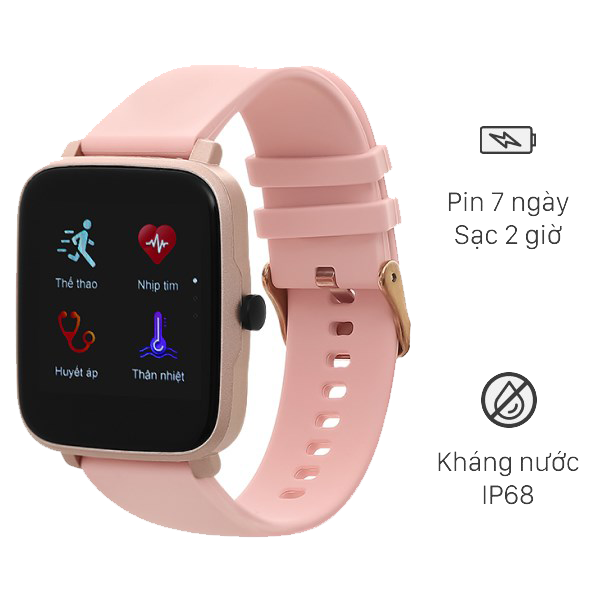 Thể thao
Nhịp tim
Huyết áp
Thân nhiệt
Pin 7 ngày
Sạc 2 giờ
Kháng nước
IP68